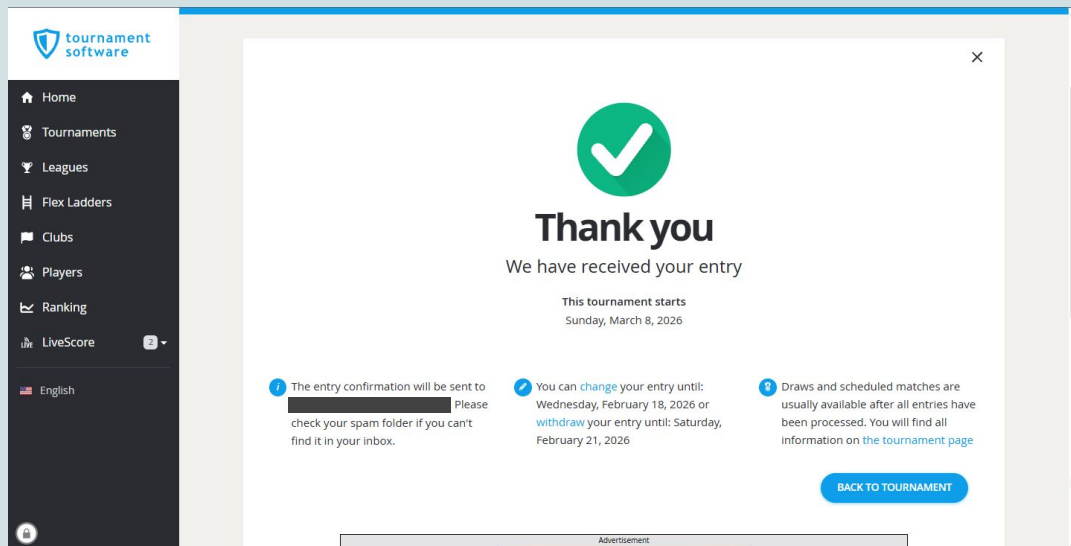 tournament
software
Home
Tournaments
Leagues
Flex Ladders
Clubs
Players
Ranking
LIVE LiveScore 2
English
Thank you
We have received your entry
This tournament starts
Sunday, March 8, 2026
The entry confirmation will be sent to
Please
check your spam folder if you can't
find it in your inbox.
You can change your entry until:
Wednesday, February 18, 2026 or
withdraw your entry until: Saturday,
February 21, 2026
Draws and scheduled matches are
usually available after all entries have
been processed. You will find all
information on the tournament page
BACK TO TOURNAMENT
Advertisement